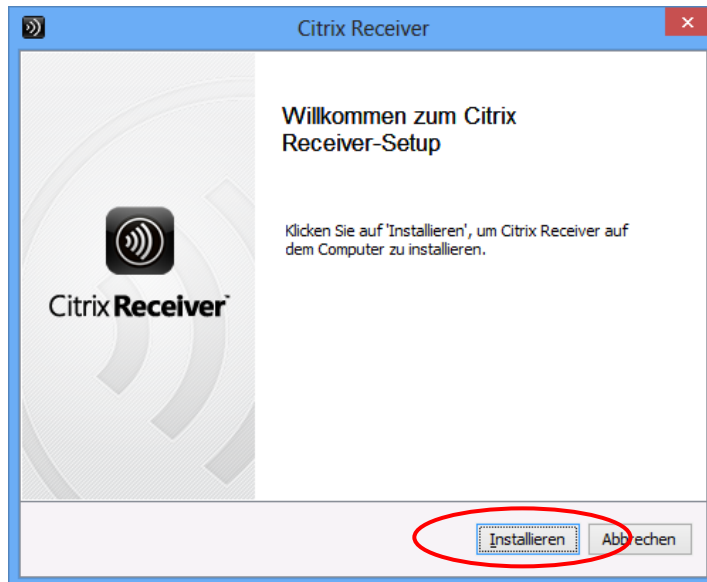 Citrix Receiver
Willkommen zum Citrix
Receiver-Setup
Klicken Sie auf 'Installieren', um Citrix Receiver auf
dem Computer zu installieren.
Citrix Receiver™
Installieren Abbrechen